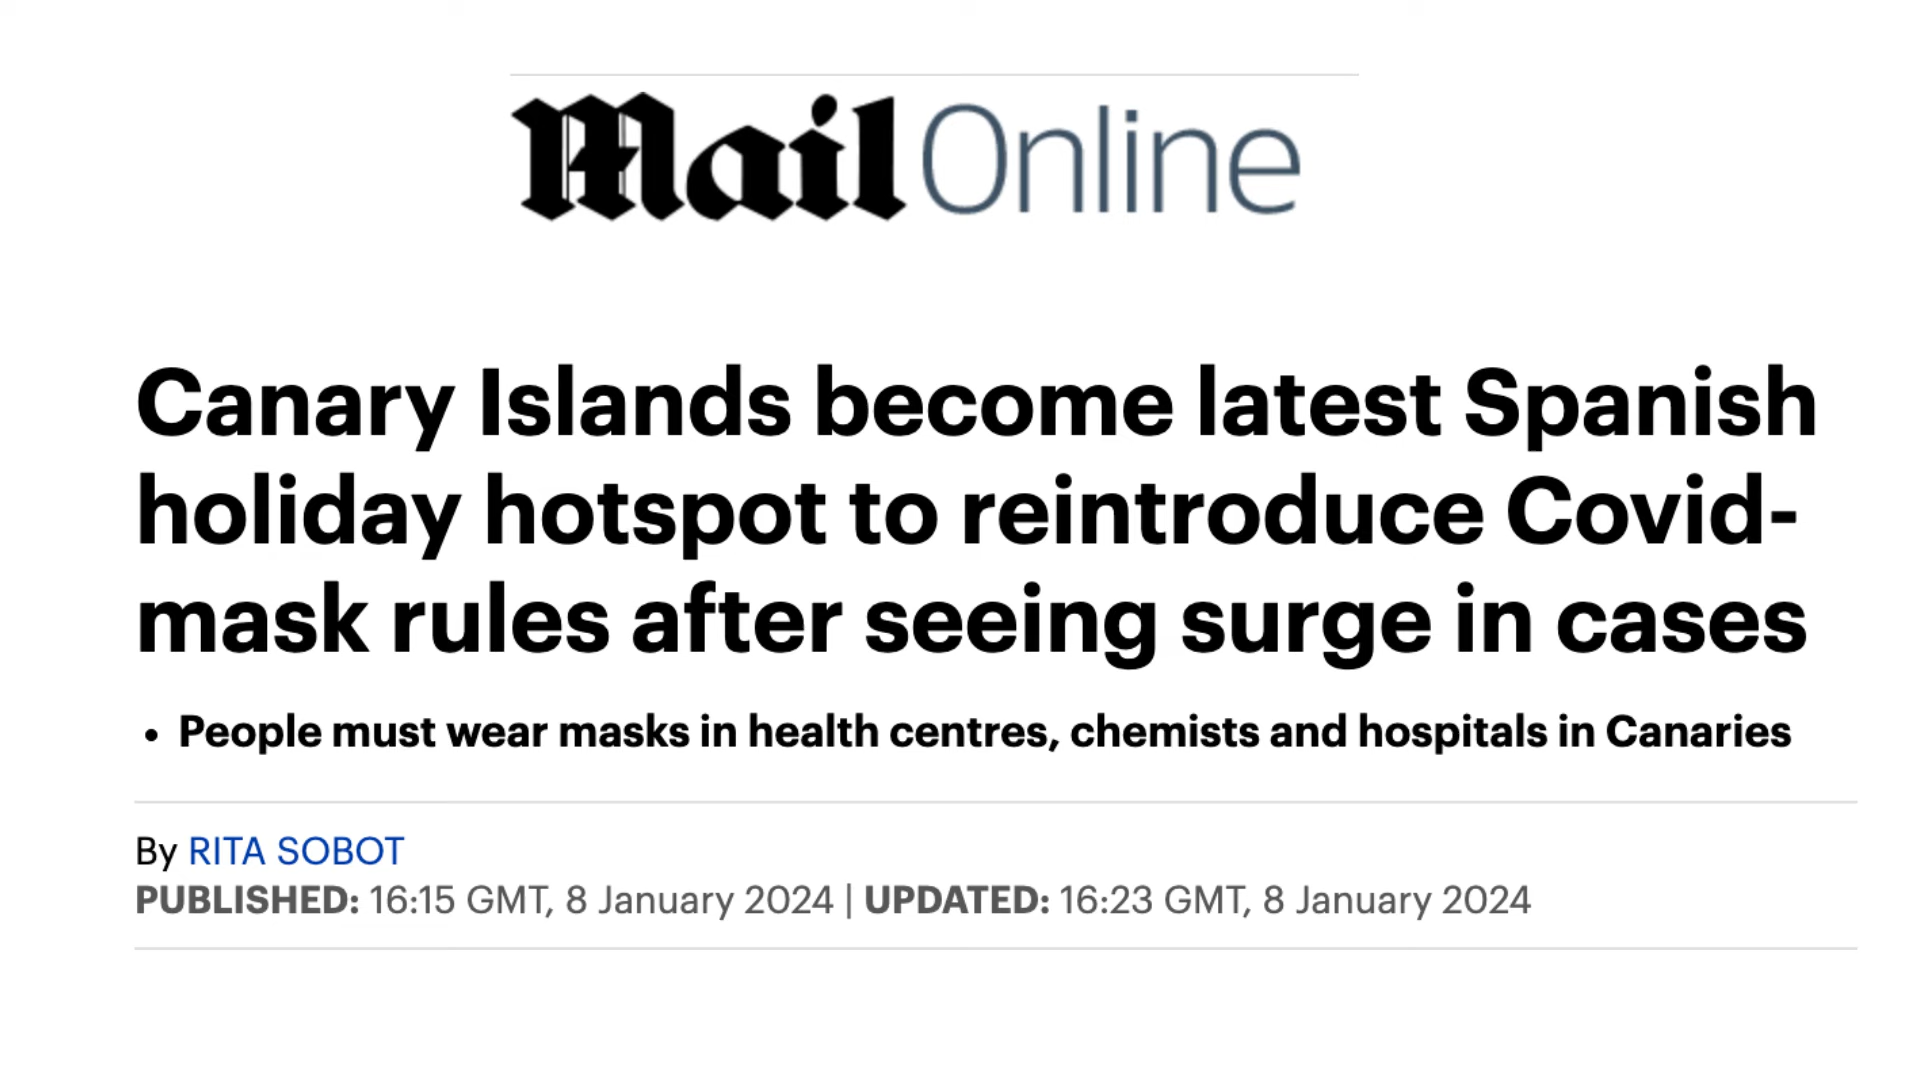 Mail Online
Canary Islands become latest Spanish
holiday hotspot to reintroduce Covid-
mask rules after seeing surge in cases
• People must wear masks in health centres, chemists and hospitals in Canaries
By RITA SOBOT
PUBLISHED: 16:15 GMT, 8 January 2024 | UPDATED: 16:23 GMT, 8 January 2024